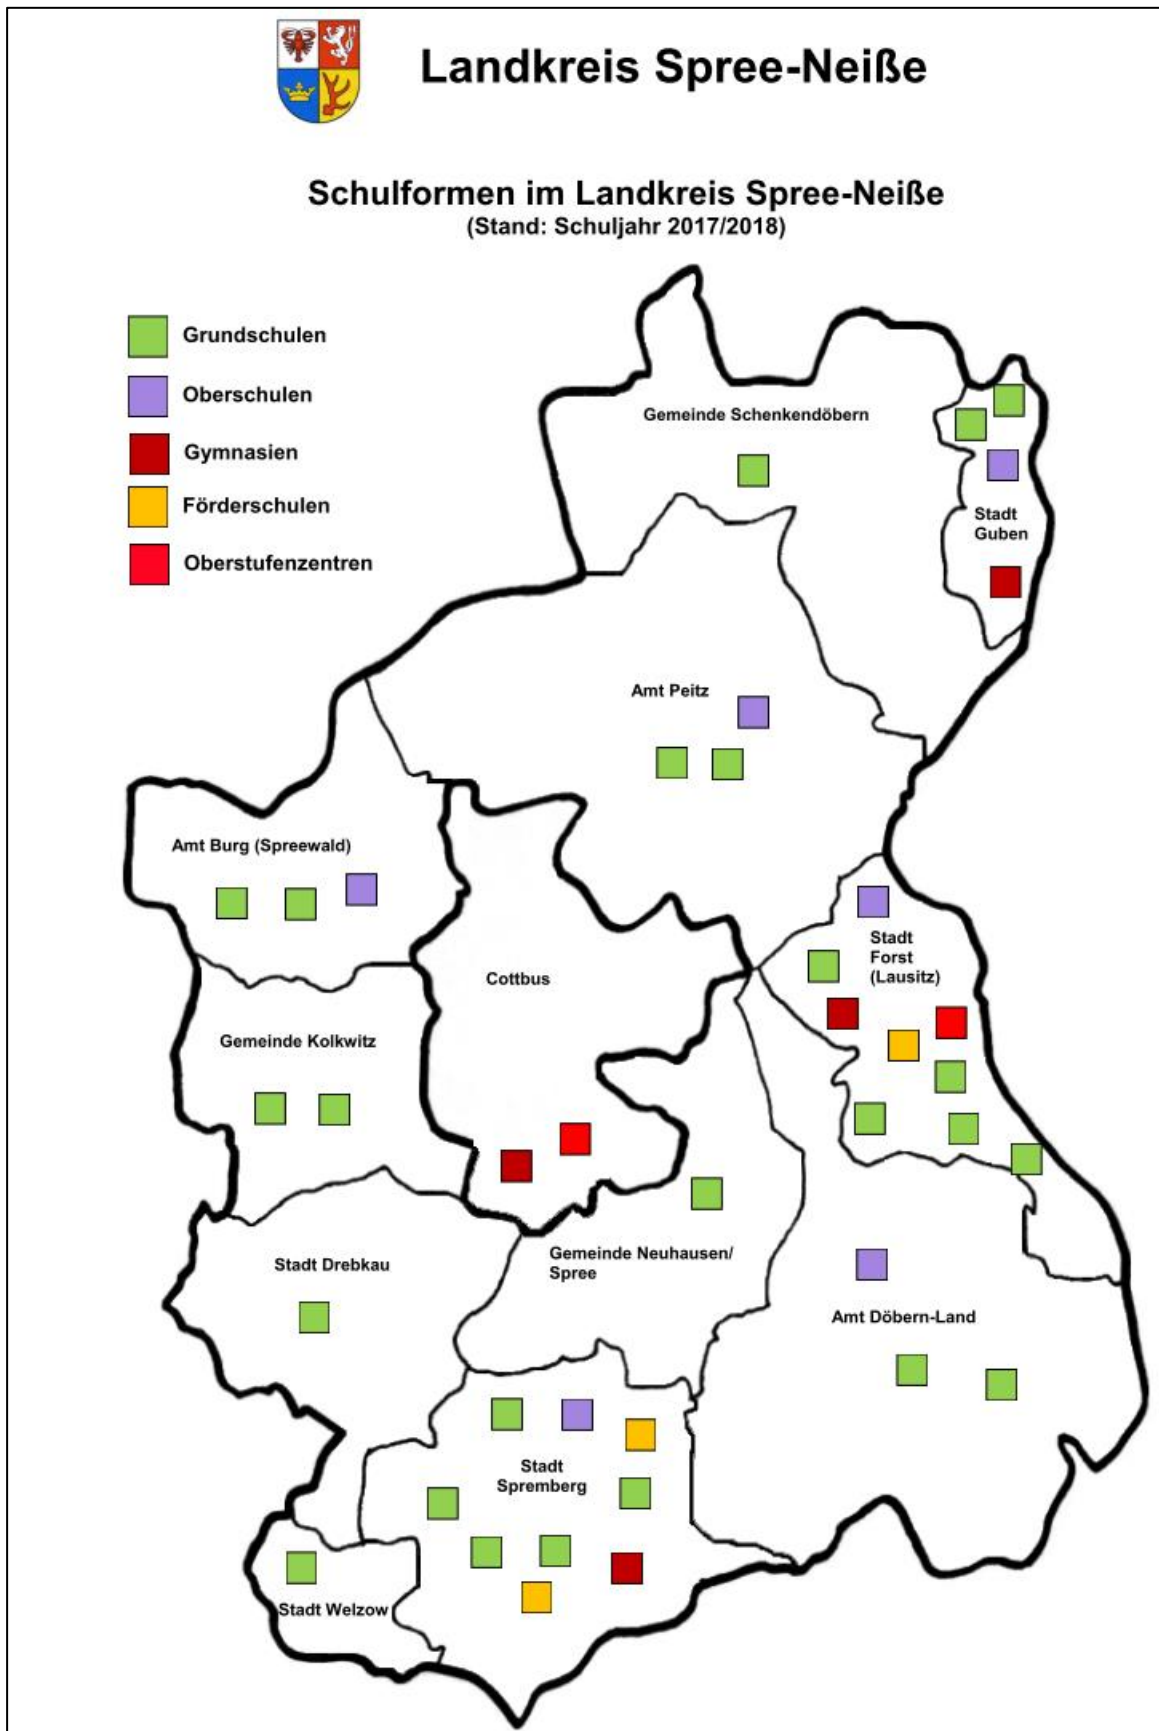 Landkreis Spree-Neiße
Schulformen im Landkreis Spree-Neiße
(Stand: Schuljahr 2017/2018)
Grundschulen
Oberschulen
Gymnasien
Förderschulen
Oberstufenzentren
Gemeinde Schenkendöbern
Stadt
Guben
Amt Peitz
Amt Burg (Spreewald)
Stadt
Forst
(Lausitz)
Cottbus
Gemeinde Kolkwitz
Gemeinde Neuhausen/
Spree
Stadt Drebkau
Amt Döbern-Land
Stadt
Spremberg
Stadt Welzow